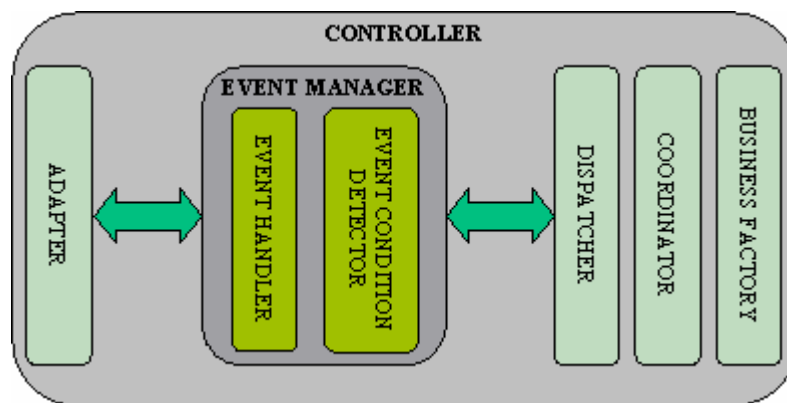 CONTROLLER
ADAPTER
EVENT MANAGER
EVENT HANDLER
EVENT CONDITION
DETECTOR
DISPATCHER
COORDINATOR
BUSINESS FACTORY